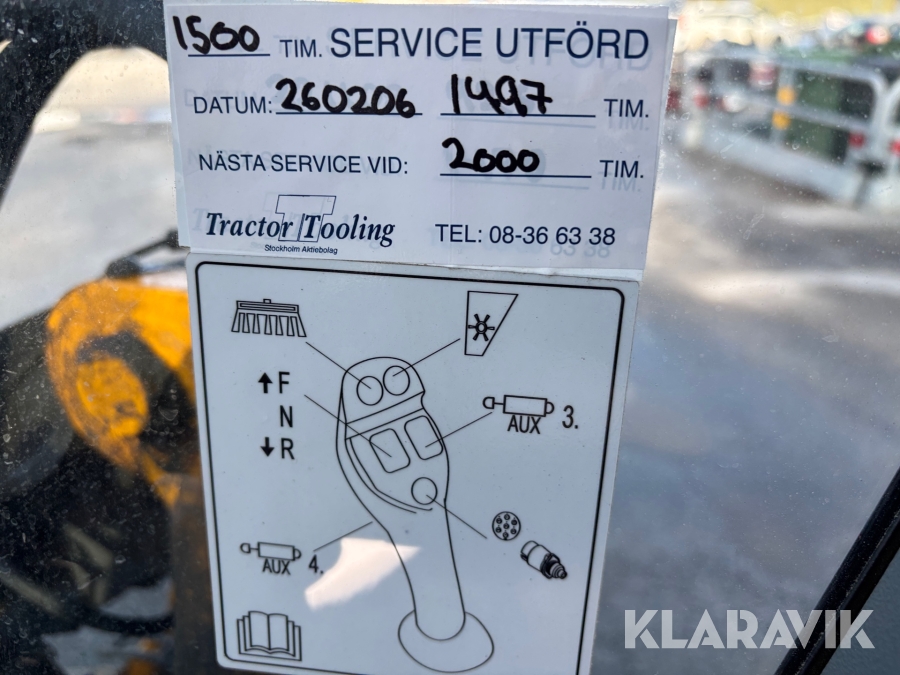 1500 TIM. SERVICE UTFÖRD
DATUM: 260206 1497 TIM.
NÄSTA SERVICE VID: 2000 TIM.
Tractor Tooling
Stockholm Aktiebolag
TEL: 08-36 63 38
↑ F
N
↓ R
AUX 3.
AUX 4.
KLARAVIK